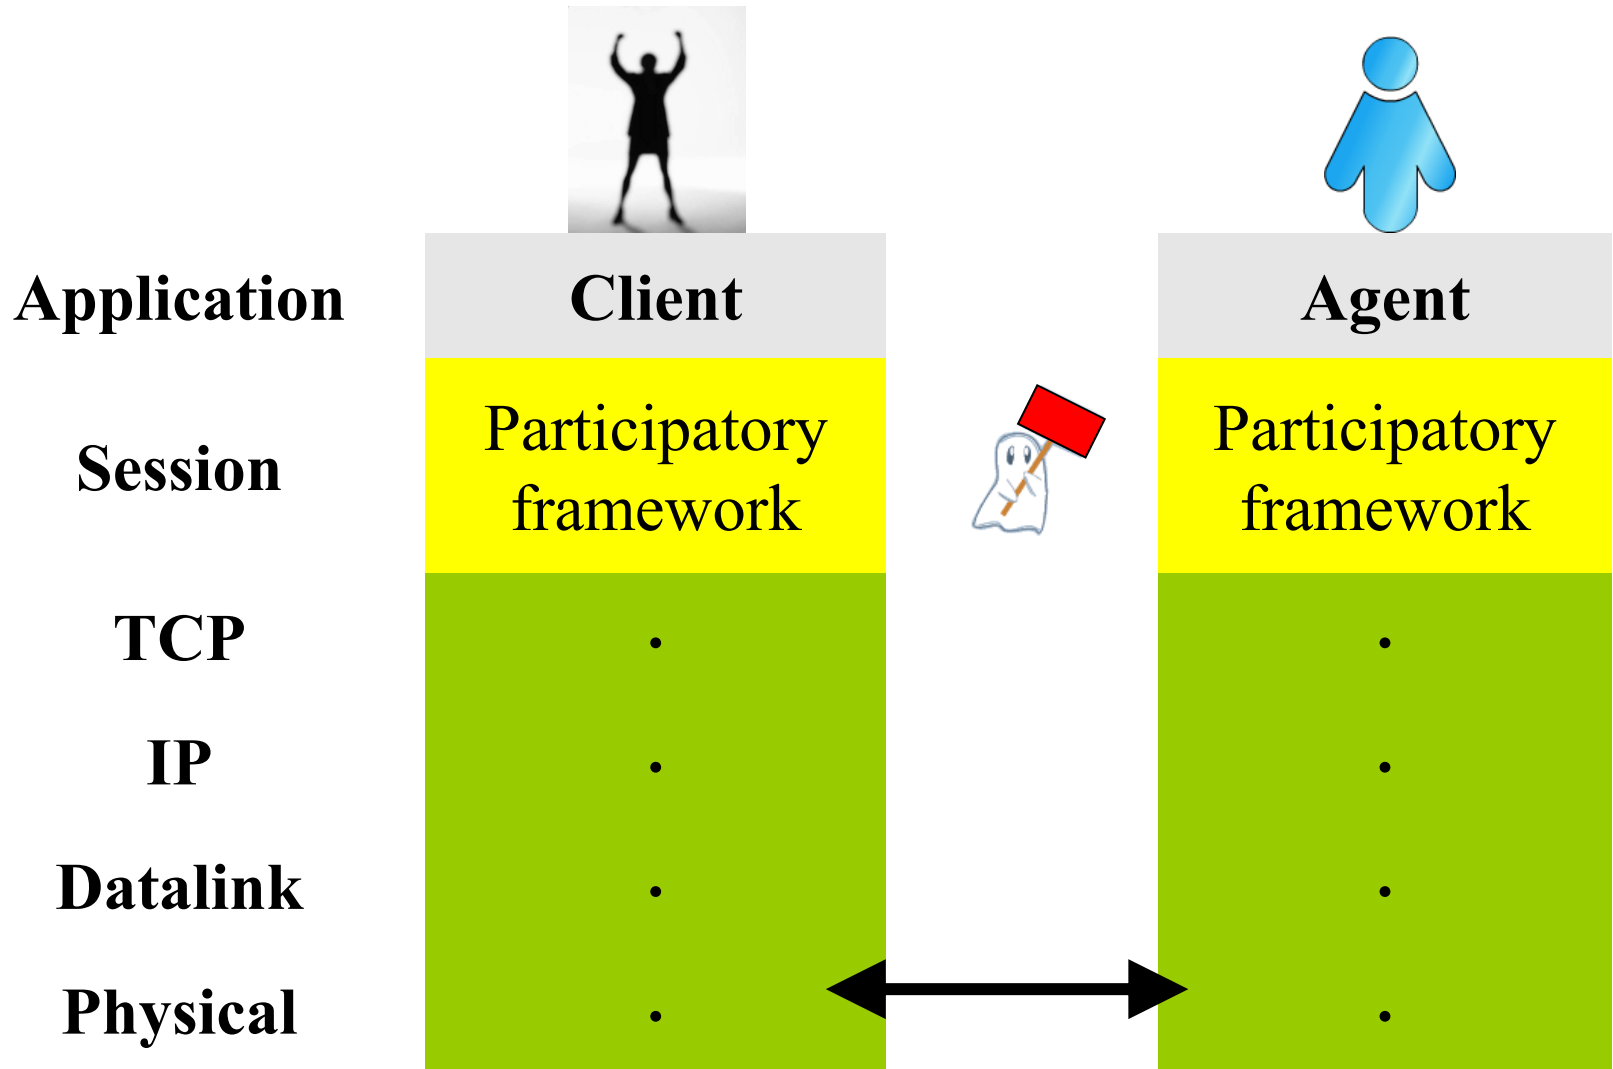 Application
Client
Agent
Session
Participatory
framework
Participatory
framework
TCP
.
.
IP
.
.
Datalink
.
.
Physical
.
.